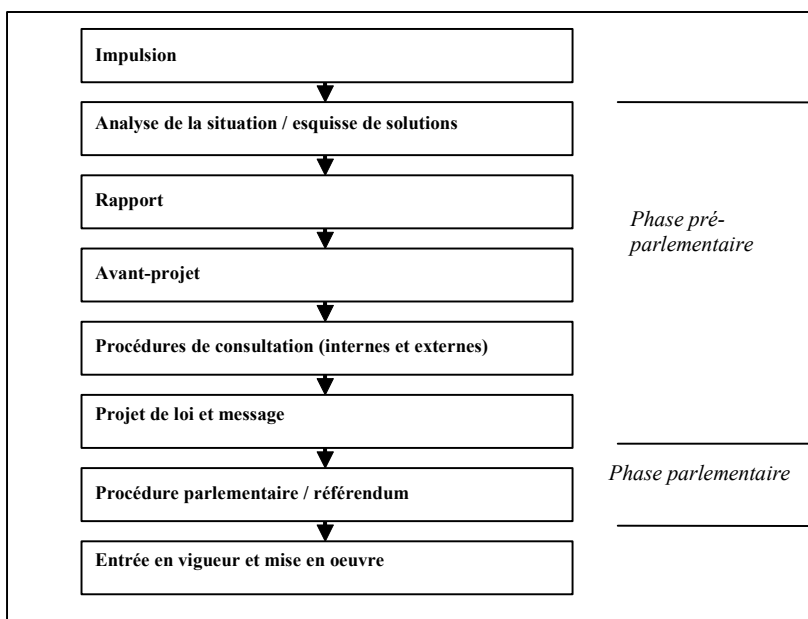 Impulsion
Analyse de la situation / esquisse de solutions
Rapport
Phase pré-
parlementaire
Avant-projet
Procédures de consultation (internes et externes)
Projet de loi et message
Phase parlementaire
Procédure parlementaire / référendum
Entrée en vigueur et mise en oeuvre